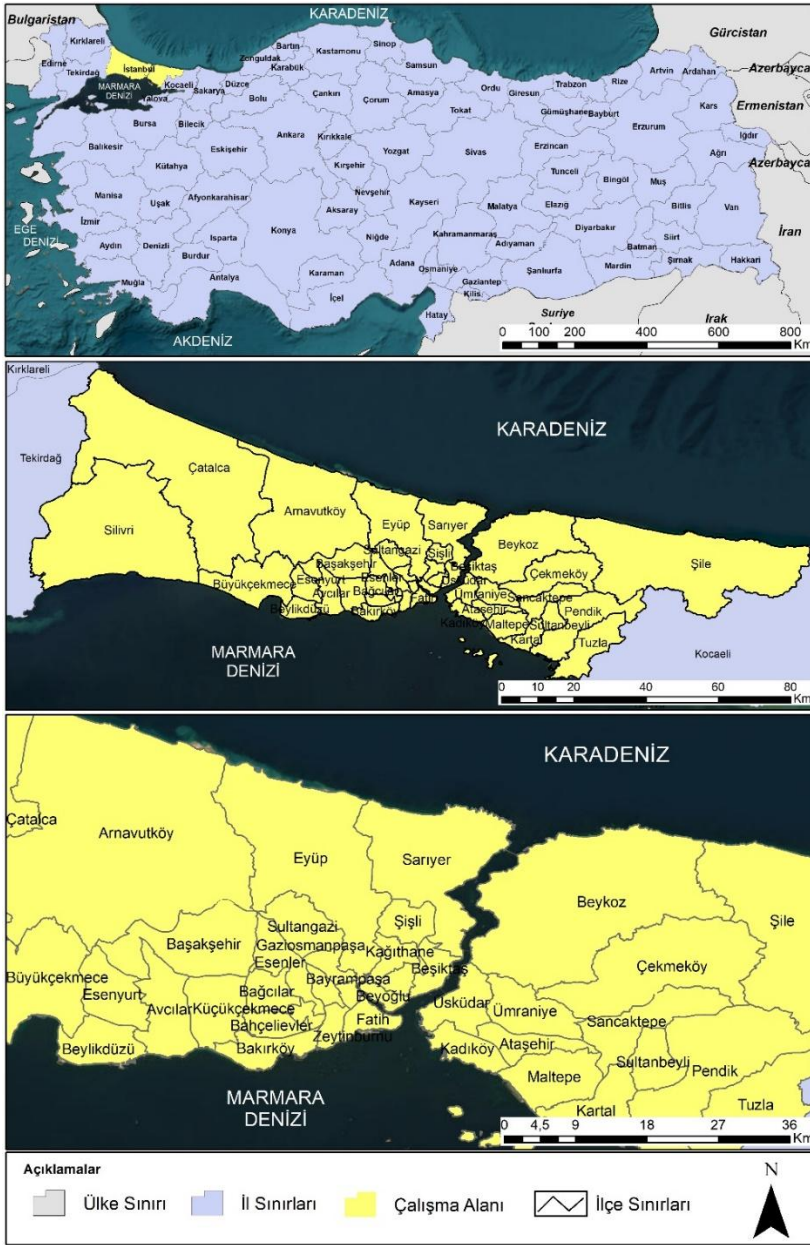 KARADENİZ
Bulgaristan
Gürcistan
Kırklareli
Edirne
İstanbul
Tekirdağ
MARMARA
DENİZİ
Kocaeli
Yalova
Sakarya
Düzce
Zonguldak
Bartın
Karabük
Kastamonu
Sinop
Samsun
Ordu
Giresun
Trabzon
Rize
Artvin
Ardahan
Azerbaycan
Kars
Ermenistan
Iğdır
Azerbaycan
Bolu
Çankırı
Çorum
Amasya
Tokat
Gümüşhane
Bayburt
Erzurum
Ağrı
Bursa
Bilecik
Ankara
Kırıkkale
Yozgat
Sivas
Erzincan
Balıkesir
Eskişehir
Kütahya
Kırşehir
Tunceli
Bingöl
Muş
Manisa
Uşak
Afyonkarahisar
Nevşehir
Kayseri
Malatya
Elazığ
Bitlis
Van
İzmir
Aksaray
EGE
DENİZİ
İran
Aydın
Denizli
Isparta
Konya
Niğde
Kahramanmaraş
Adıyaman
Diyarbakır
Batman
Siirt
Burdur
Muğla
Antalya
Karaman
Adana
Osmaniye
Gaziantep
Şanlıurfa
Mardin
Şırnak
Hakkari
İçel
Kilis
Hatay
Suriye
Irak
AKDENİZ
0 100 200 400 600 800
Km
Kırklareli
KARADENİZ
Tekirdağ
Çatalca
Silivri
Arnavutköy
Eyüp
Sarıyer
Beykoz
Şile
Sultangazi
Şişli
Başakşehir
Beşiktaş
Çekmeköy
Büyükçekmece
Esenyurt
Esenler
Üsküdar
Avcılar
Bağcılar
Fatih
Ümraniye
Sancaktepe
Beylikdüzü
Bakırköy
Ataşehir
Pendik
Kadıköy
Maltepe
Sultanbeyli
Kartal
Tuzla
MARMARA
DENİZİ
Kocaeli
0 5 10 20 40 60 80
Km
KARADENİZ
Çatalca
Arnavutköy
Eyüp
Sarıyer
Beykoz
Şile
Şişli
Sultangazi
Başakşehir
Gaziosmanpaşa
Kağıthane
Esenler
Çekmeköy
Büyükçekmece
Beşiktaş
Bayrampaşa
Esenyurt
Bağcılar
Beyoğlu
Üsküdar
Avcılar
Küçükçekmece
Ümraniye
Sancaktepe
Fatih
Bahçelievler
Zeytinburnu
Kadıköy
Ataşehir
Beylikdüzü
Bakırköy
Sultanbeyli
Pendik
Maltepe
MARMARA
DENİZİ
Kartal
Tuzla
0 4,5 9 18 27 36
Km
Açıklamalar
N
Ülke Sınırı
İl Sınırları
Çalışma Alanı
İlçe Sınırları